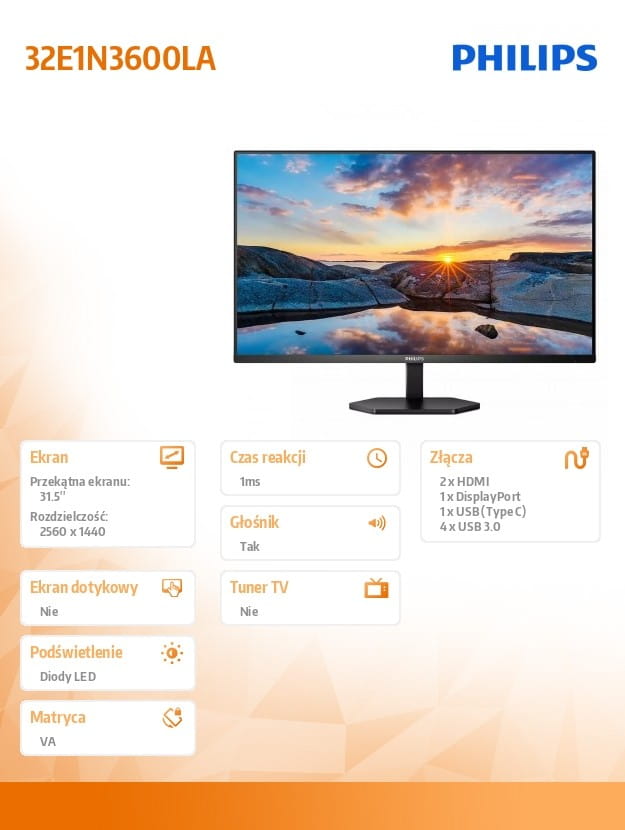 32E1N3600LA
PHILIPS
PHILIPS
Ekran
Przekątna ekranu:
31.5"
Rozdzielczość:
2560 x 1440
Czas reakcji
1ms
Głośnik
Tak
Złącza
2 x HDMI
1 x DisplayPort
1 x USB (Type C)
4 x USB 3.0
Ekran dotykowy
Nie
Tuner TV
Nie
Podświetlenie
Diody LED
Matryca
VA